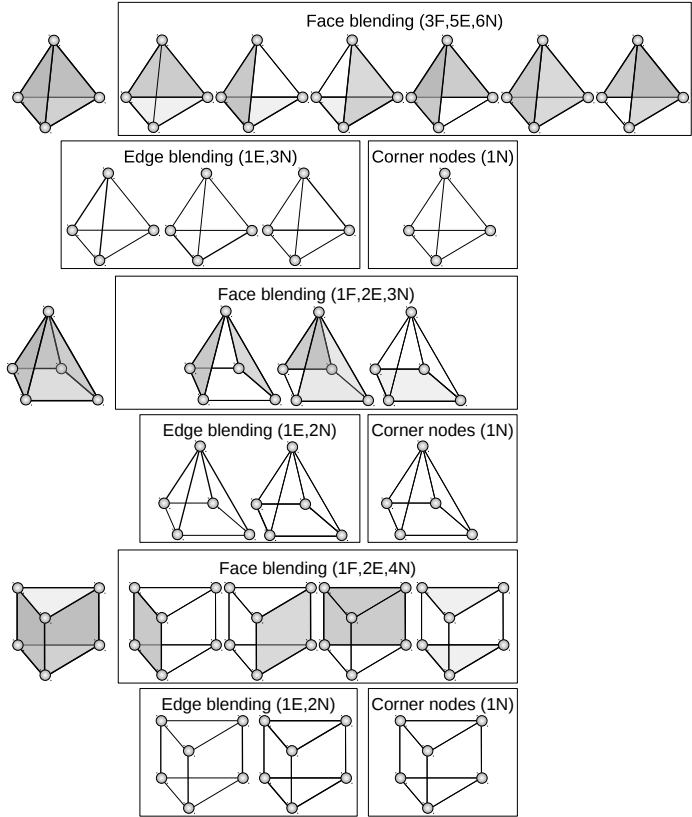 Face blending (3F,5E,6N)
Edge blending (1E,3N)
Corner nodes (1N)
Face blending (1F,2E,3N)
Edge blending (1E,2N)
Corner nodes (1N)
Face blending (1F,2E,4N)
Edge blending (1E,2N)
Corner nodes (1N)